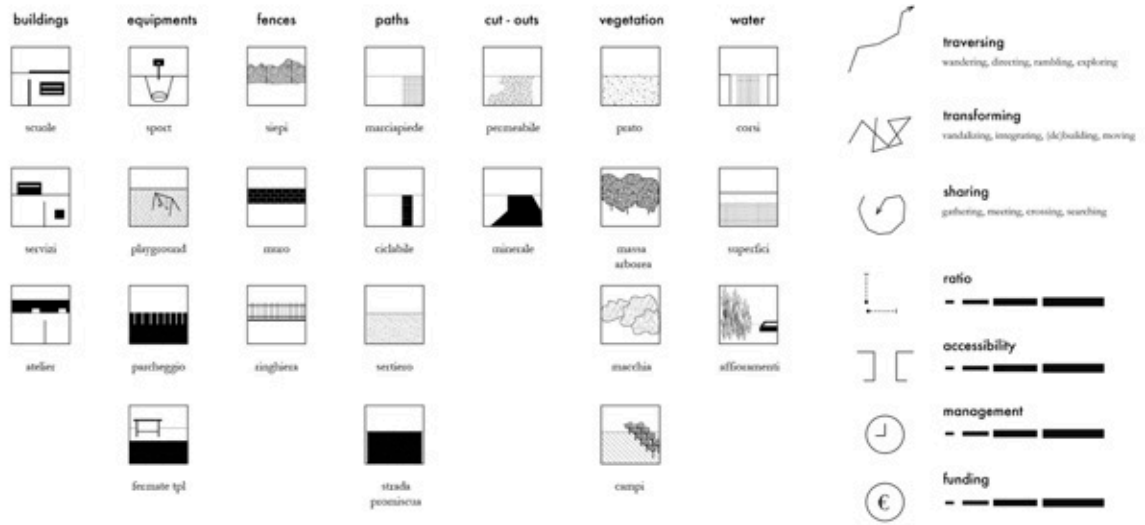 buildings
equipments
fences
paths
cut - outs
vegetation
water
scuole
sport
siepi
marciapiede
permeabile
prato
corsi
servizi
playground
muro
ciclabile
minerale
massa
arborea
superfici
atelier
parcheggio
ringhiera
sertiero
macchia
affioramenti
fermate tpl
strada
promiscua
campi
traversing
wandering, directing, rambling, exploring
transforming
vandalizing, integrating, (de)building, moving
sharing
gathering, meeting, crossing, searching
ratio
accessibility
management
funding
€